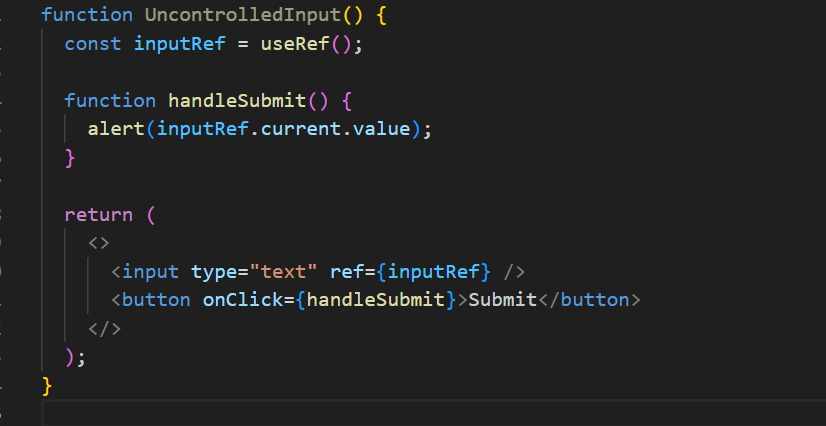 function UncontrolledInput() {
const inputRef = useRef();
function handleSubmit() {
alert(inputRef.current.value);
}
return (
<>
<input type="text" ref={inputRef} />
<button onClick={handleSubmit}>Submit</button>
</>
);
}